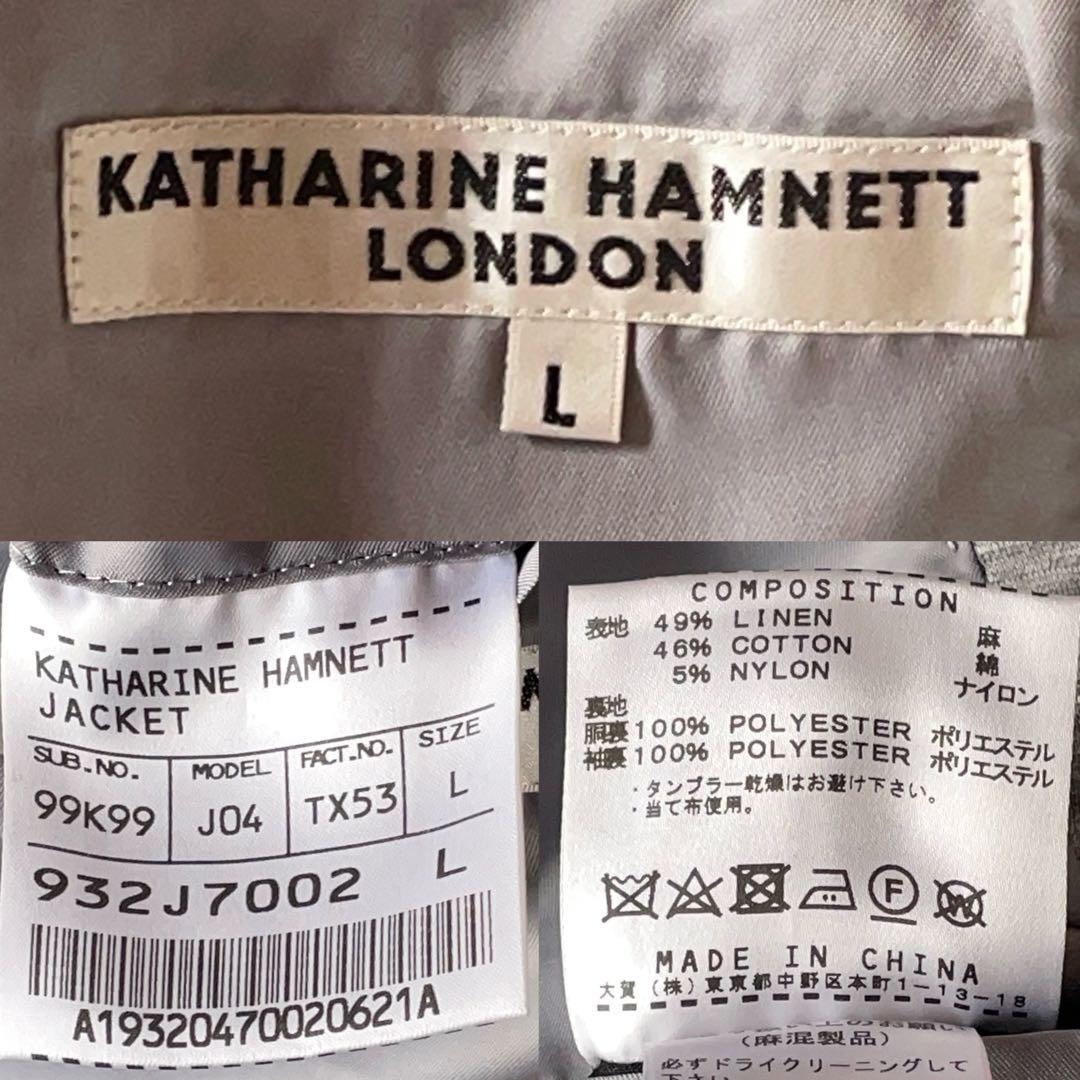 KATHARINE HAMNETT
LONDON
L
KATHARINE HAMNETT
JACKET
SUB.NO. MODEL FACT.NO. SIZE
99K99 J04 TX53 L
932J7002 L
A19320470020621A
COMPOSITION
表地 49% LINEN 麻
46% COTTON 綿
5% NYLON ナイロン
裏地
胴裏 100% POLYESTER ポリエステル
袖裏 100% POLYESTER ポリエステル
・タンブラー乾燥はお避け下さい。
・当て布使用。
F W
MADE IN CHINA
大賀(株)東京都中野区本町1-13-18
(麻混製品)
必ずドライクリーニングして
下さい